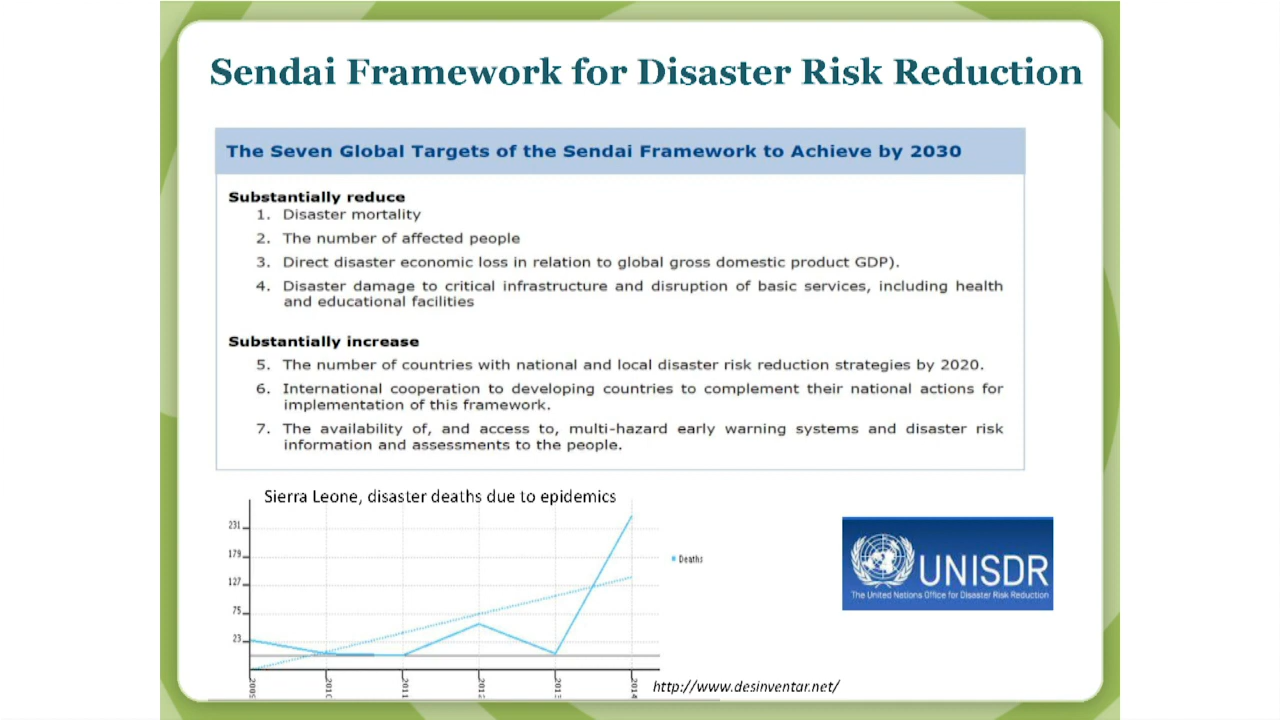 Sendai Framework for Disaster Risk Reduction
The Seven Global Targets of the Sendai Framework to Achieve by 2030
Substantially reduce
1. Disaster mortality
2. The number of affected people
3. Direct disaster economic loss in relation to global gross domestic product GDP).
4. Disaster damage to critical infrastructure and disruption of basic services, including health
and educational facilities
Substantially increase
5. The number of countries with national and local disaster risk reduction strategies by 2020.
6. International cooperation to developing countries to complement their national actions for
implementation of this framework.
7. The availability of, and access to, multi-hazard early warning systems and disaster risk
information and assessments to the people.
Sierra Leone, disaster deaths due to epidemics
231
179
127
75
23
Deaths
2009
2010
2011
2012
2013
2014
http://www.desinventar.net/
UNISDR
The United Nations Office for Disaster Risk Reduction